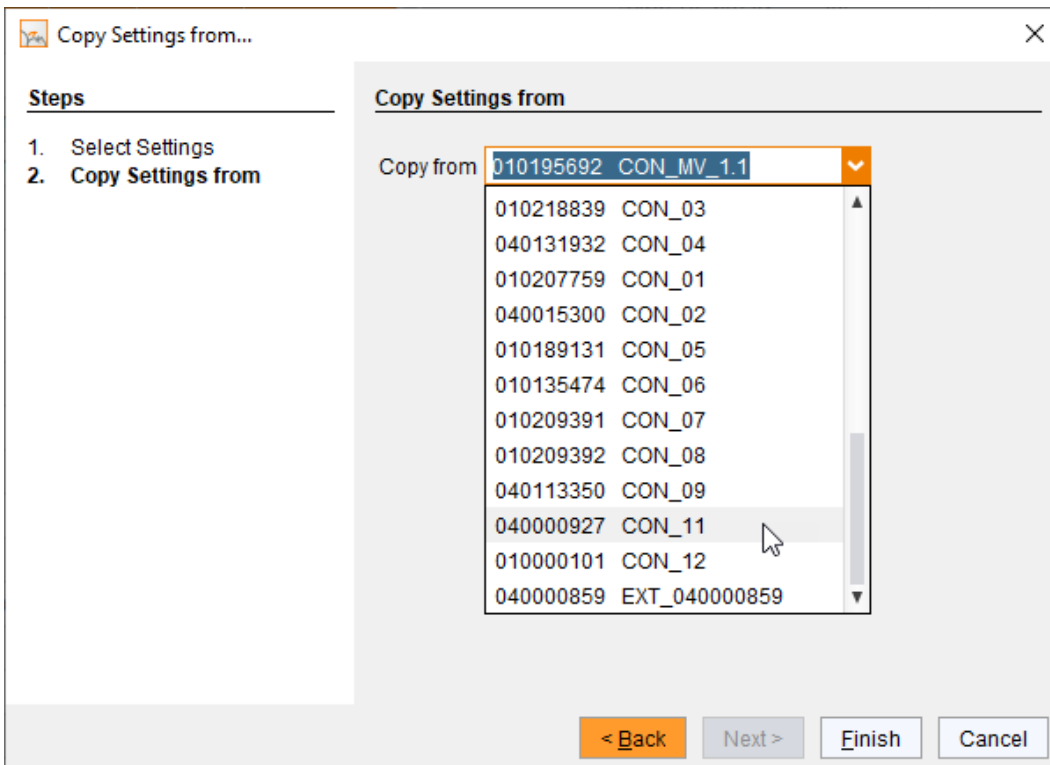 Copy Settings from...
Steps
1. Select Settings
2. Copy Settings from
Copy Settings from
Copy from 010195692 CON_MV_1.1
010218839 CON_03
040131932 CON_04
010207759 CON_01
040015300 CON_02
010189131 CON_05
010135474 CON_06
010209391 CON_07
010209392 CON_08
040113350 CON_09
040000927 CON_11
010000101 CON_12
040000859 EXT_040000859
< Back Next > Finish Cancel